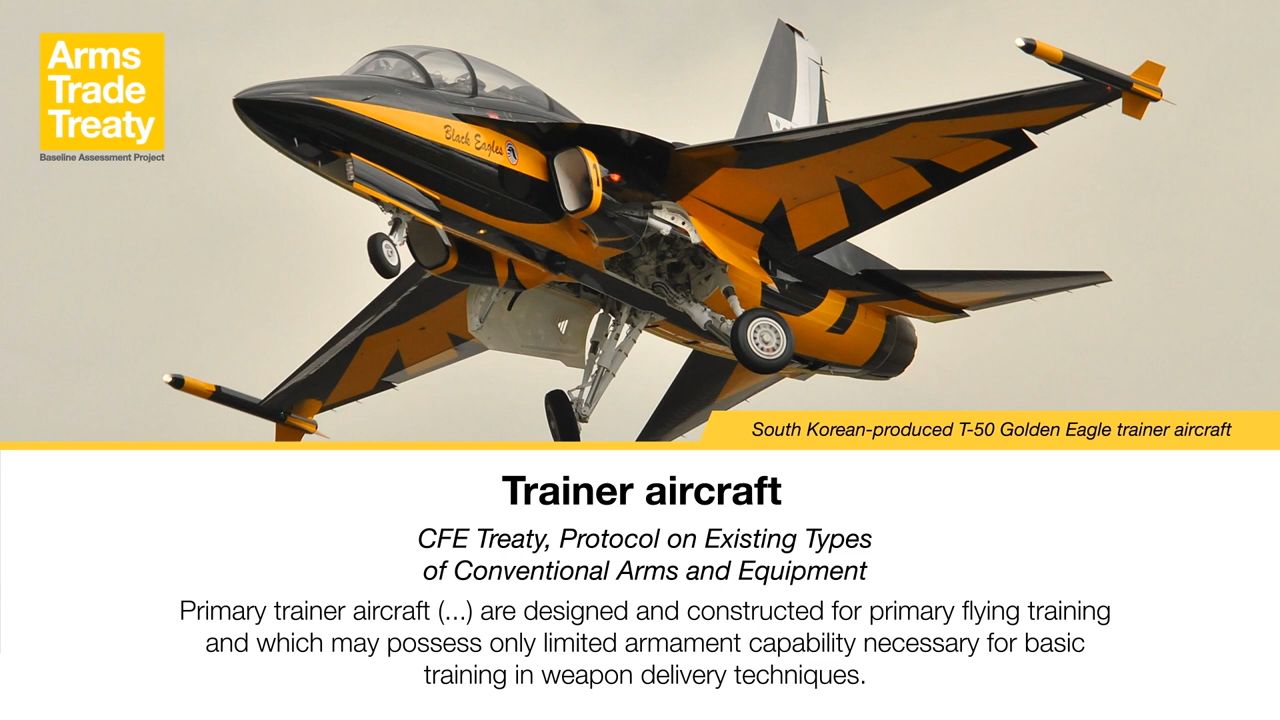 Arms
Trade
Treaty
Baseline Assessment Project
Black Eagles
South Korean-produced T-50 Golden Eagle trainer aircraft
Trainer aircraft
CFE Treaty, Protocol on Existing Types
of Conventional Arms and Equipment
Primary trainer aircraft (...) are designed and constructed for primary flying training
and which may possess only limited armament capability necessary for basic
training in weapon delivery techniques.